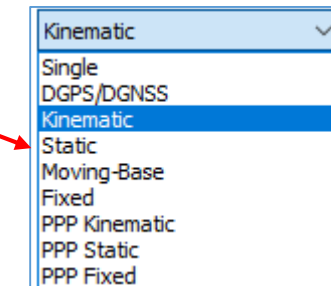 Kinematic
Single
DGPS/DGNSS
Kinematic
Static
Moving-Base
Fixed
PPP Kinematic
PPP Static
PPP Fixed